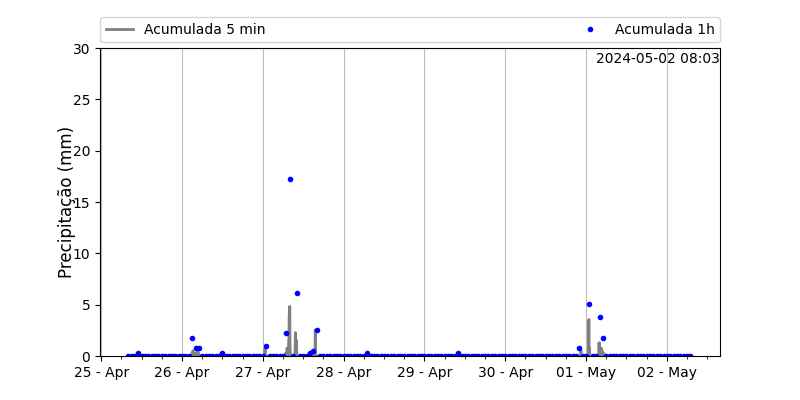 Acumulada 5 min
Acumulada 1h
2024-05-02 08:03
Precipitação (mm)
30
25
20
15
10
5
0
25 - Apr
26 - Apr
27 - Apr
28 - Apr
29 - Apr
30 - Apr
01 - May
02 - May